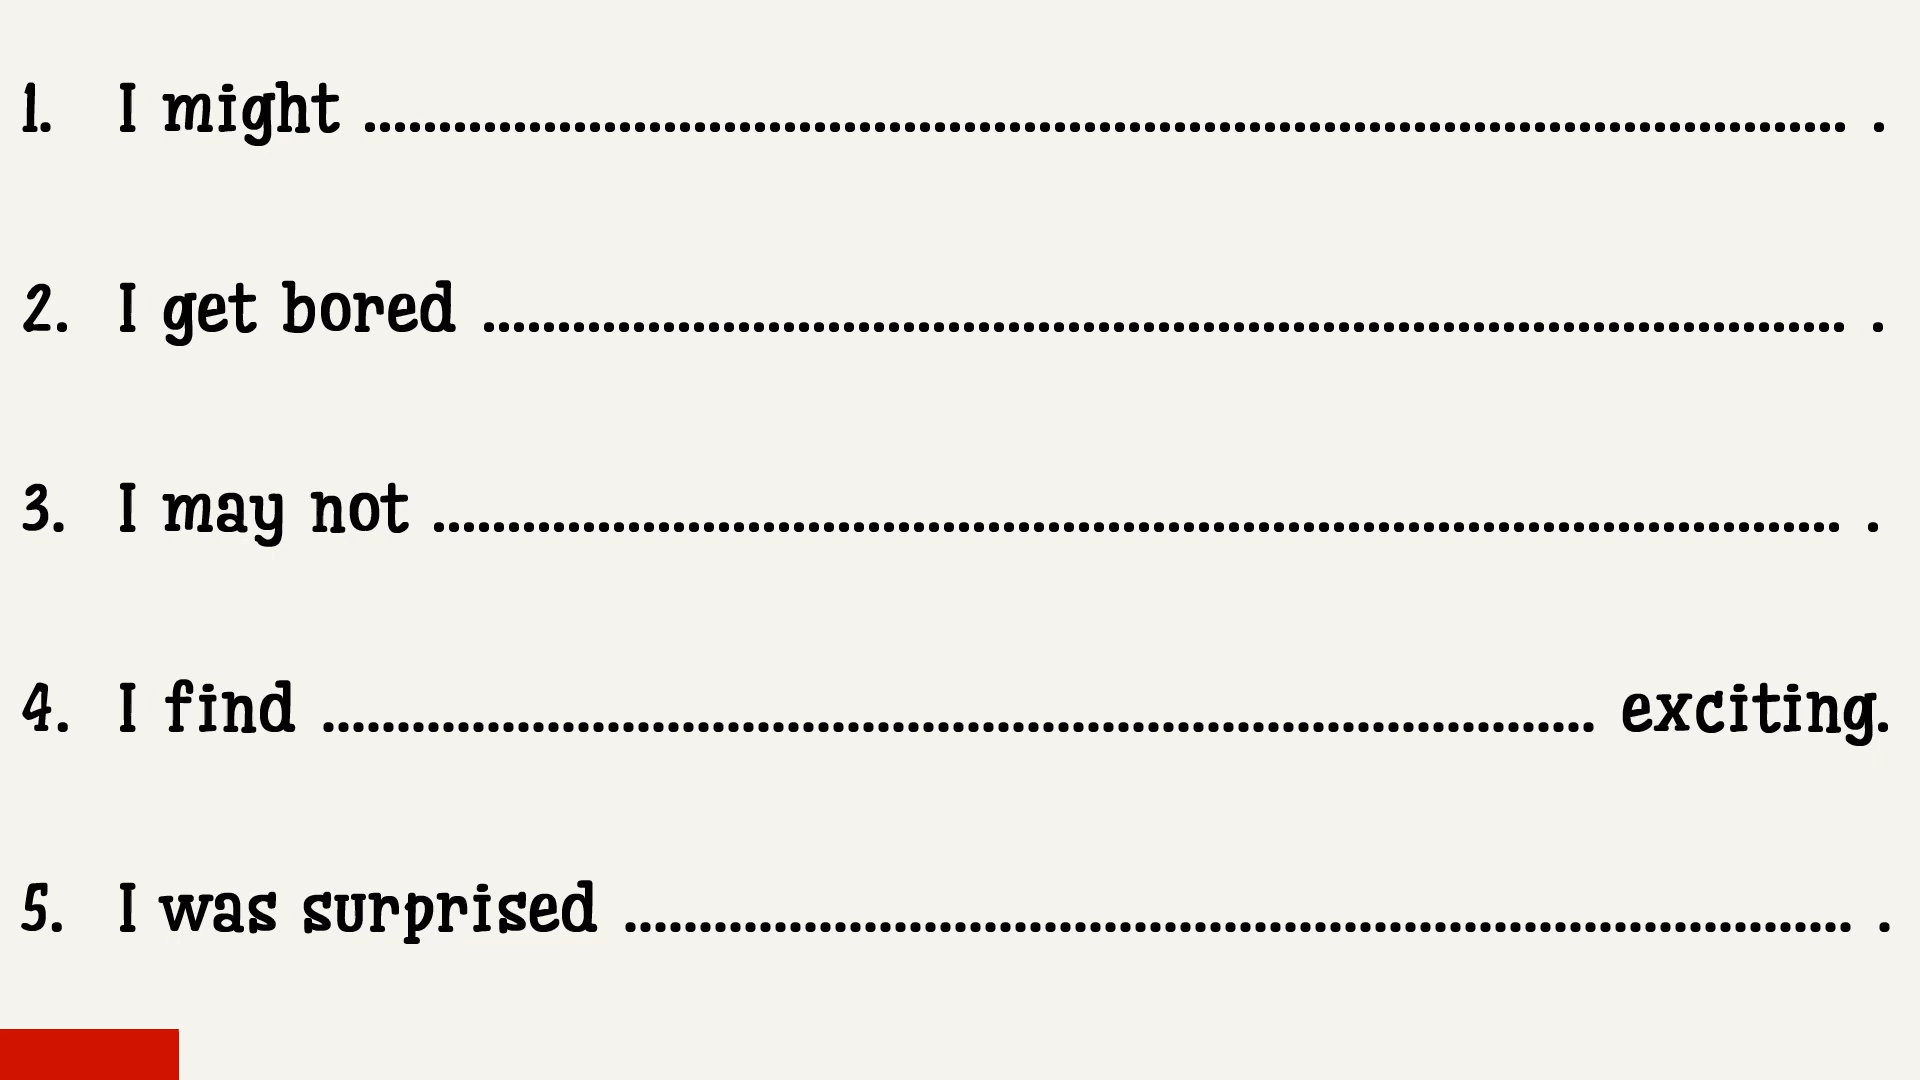 1. I might .................................................................................................... .
2. I get bored ............................................................................................ .
3. I may not ............................................................................................... .
4. I find ...................................................................................... exciting.
5. I was surprised ................................................................................... .